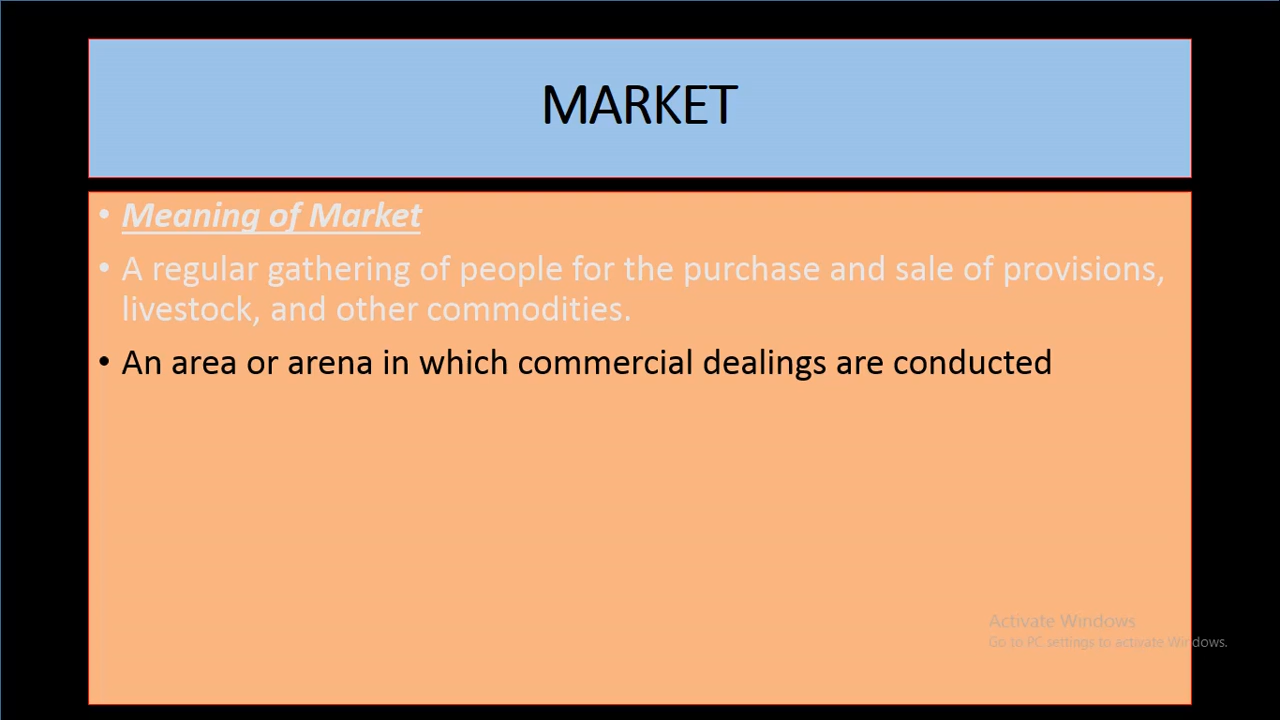 MARKET
• Meaning of Market
• A regular gathering of people for the purchase and sale of provisions,
livestock, and other commodities.
• An area or arena in which commercial dealings are conducted
Activate Windows
Go to PC settings to activate Windows.